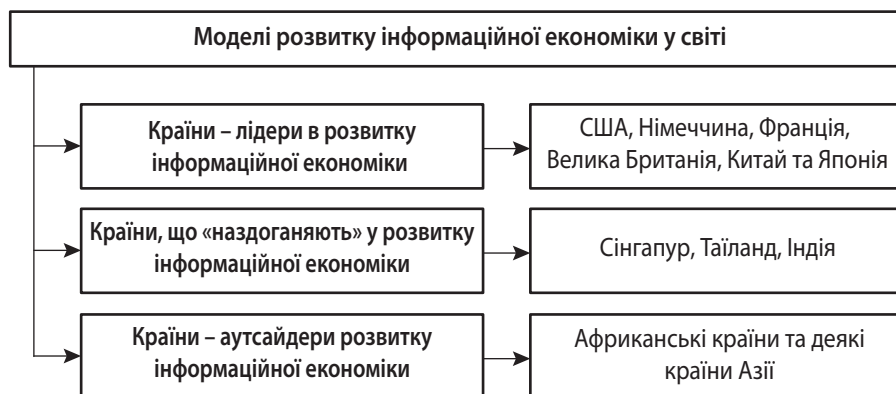 Моделі розвитку інформаційної економіки у світі
Країни – лідери в розвитку
інформаційної економіки
США, Німеччина, Франція,
Велика Британія, Китай та Японія
Країни, що «наздоганяють» у розвитку
інформаційної економіки
Сінгапур, Таїланд, Індія
Країни – аутсайдери розвитку
інформаційної економіки
Африканські країни та деякі
країни Азії